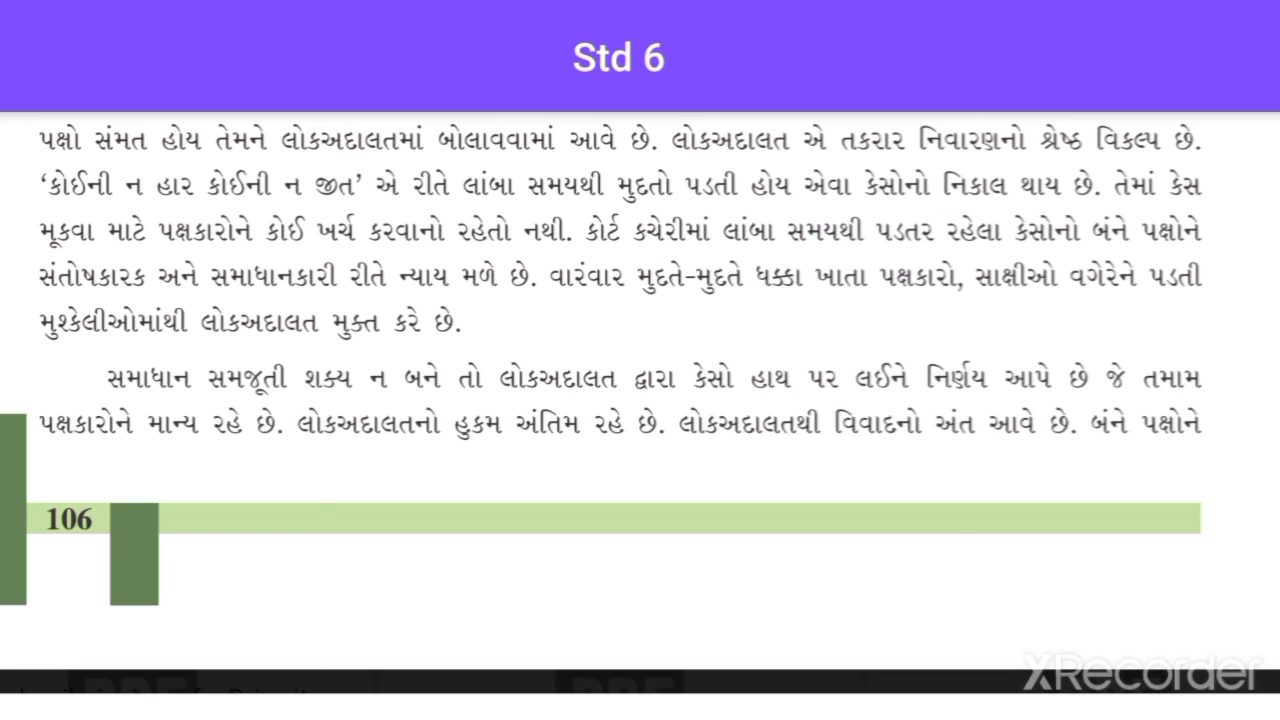 Std 6
પક્ષો સંમત હોય તેમને લોકઅદાલતમાં બોલાવવામાં આવે છે. લોકઅદાલત એ તકરાર નિવારણનો શ્રેષ્ઠ વિકલ્પ છે.
‘કોઈની ન હાર કોઈની ન જીત’ એ રીતે લાંબા સમયથી મુદતો પડતી હોય એવા કેસોનો નિકાલ થાય છે. તેમાં કેસ
મૂકવા માટે પક્ષકારોને કોઈ ખર્ચ કરવાનો રહેતો નથી. કોર્ટ કચેરીમાં લાંબા સમયથી પડતર રહેલા કેસોનો બંને પક્ષોને
સંતોષકારક અને સમાધાનકારી રીતે ન્યાય મળે છે. વારંવાર મુદતે-મુદતે ધક્કા ખાતા પક્ષકારો, સાક્ષીઓ વગેરેને પડતી
મુશ્કેલીઓમાંથી લોકઅદાલત મુક્ત કરે છે.
સમાધાન સમજૂતી શક્ય ન બને તો લોકઅદાલત દ્વારા કેસો હાથ પર લઈને નિર્ણય આપે છે જે તમામ
પક્ષકારોને માન્ય રહે છે. લોકઅદાલતનો હુકમ અંતિમ રહે છે. લોકઅદાલતથી વિવાદનો અંત આવે છે. બંને પક્ષોને
106
XRecorder